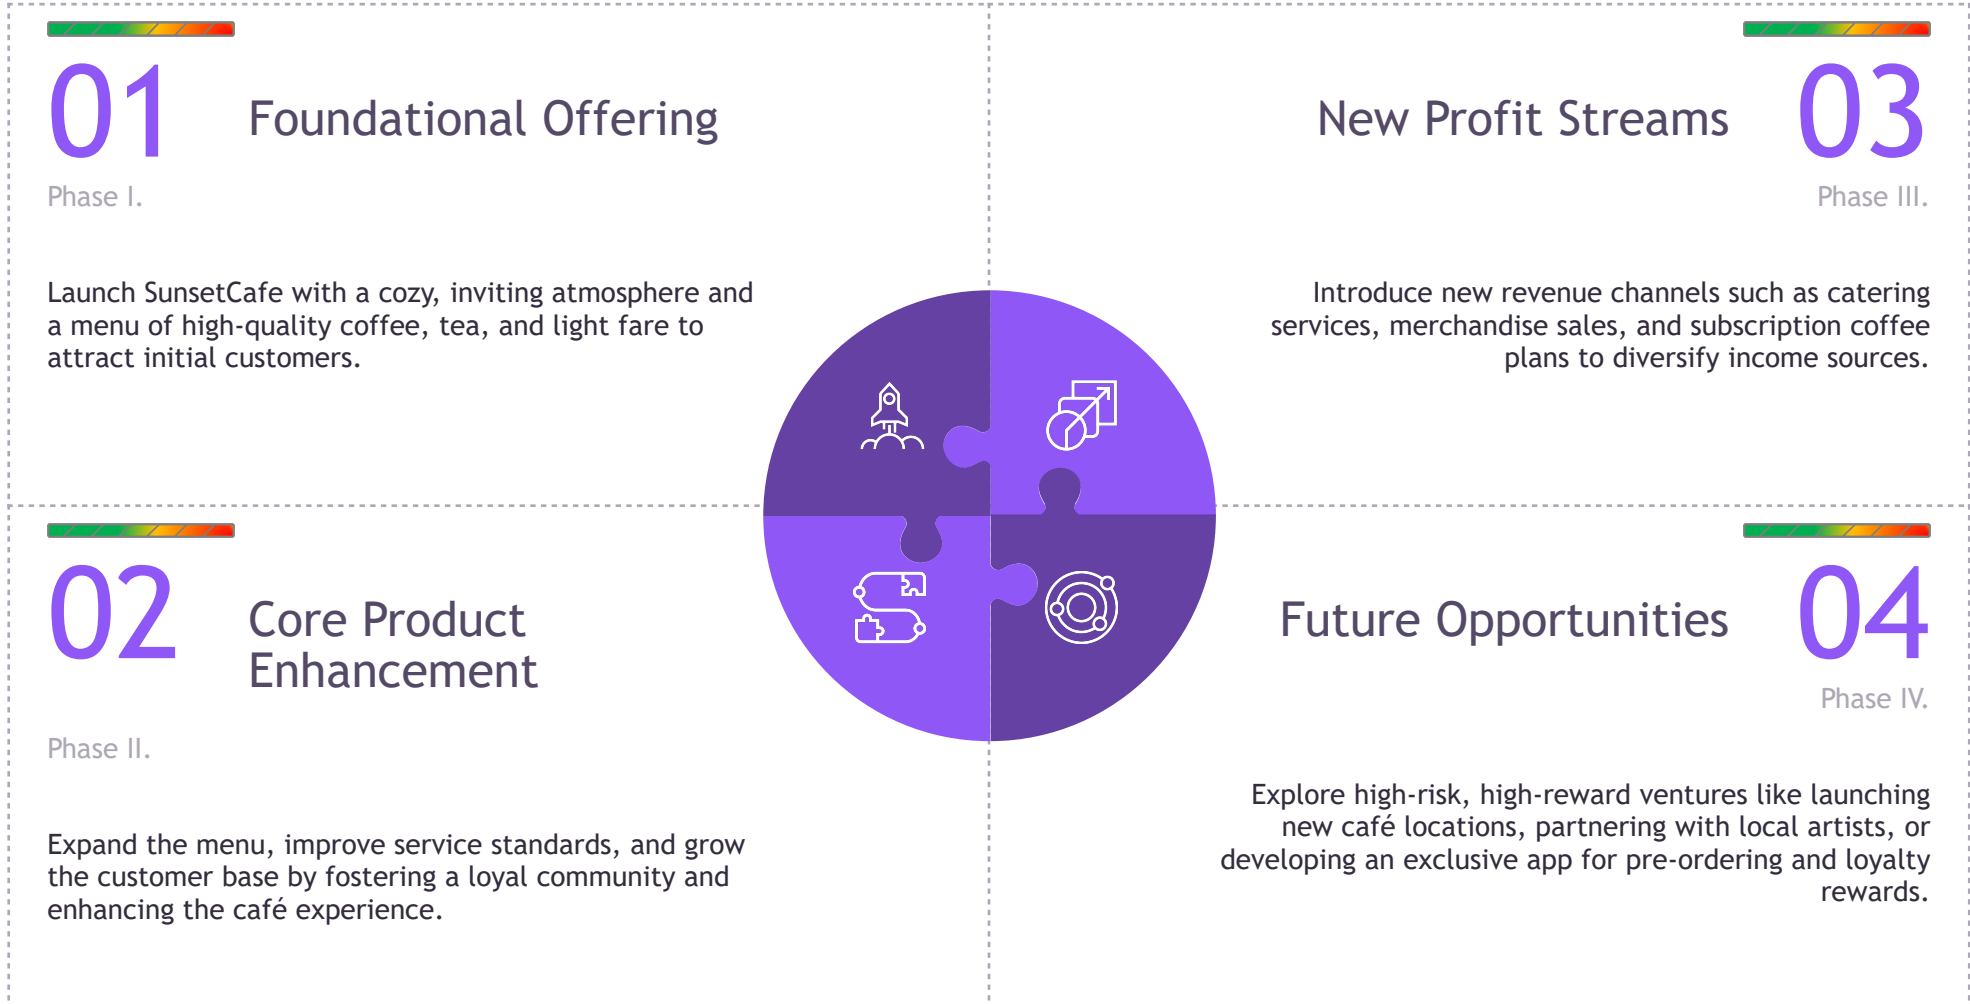 01
Foundational Offering
Phase I.
Launch SunsetCafe with a cozy, inviting atmosphere and
a menu of high-quality coffee, tea, and light fare to
attract initial customers.
02
Core Product
Enhancement
Phase II.
Expand the menu, improve service standards, and grow
the customer base by fostering a loyal community and
enhancing the café experience.
New Profit Streams
03
Phase III.
Introduce new revenue channels such as catering
services, merchandise sales, and subscription coffee
plans to diversify income sources.
Future Opportunities
04
Phase IV.
Explore high-risk, high-reward ventures like launching
new café locations, partnering with local artists, or
developing an exclusive app for pre-ordering and loyalty
rewards.